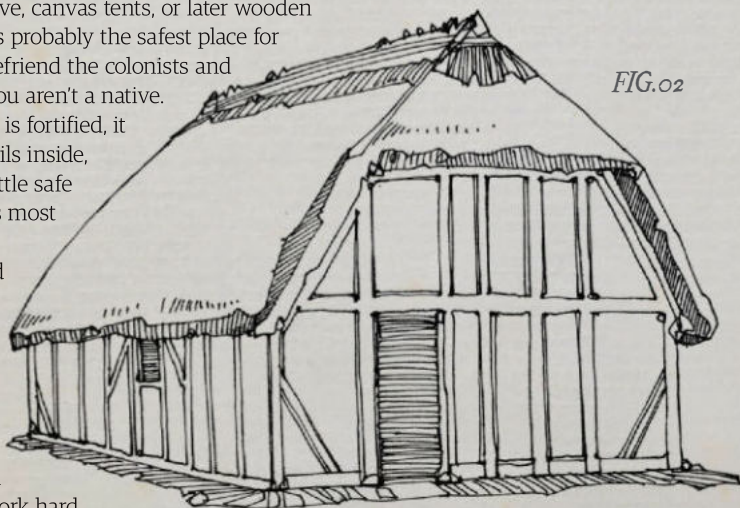 ve, canvas tents, or later wooden
s probably the safest place for
efriend the colonists and
ou aren't a native.
is fortified, it
ils inside,
ttle safe
s most
d
ork hard
FIG.02